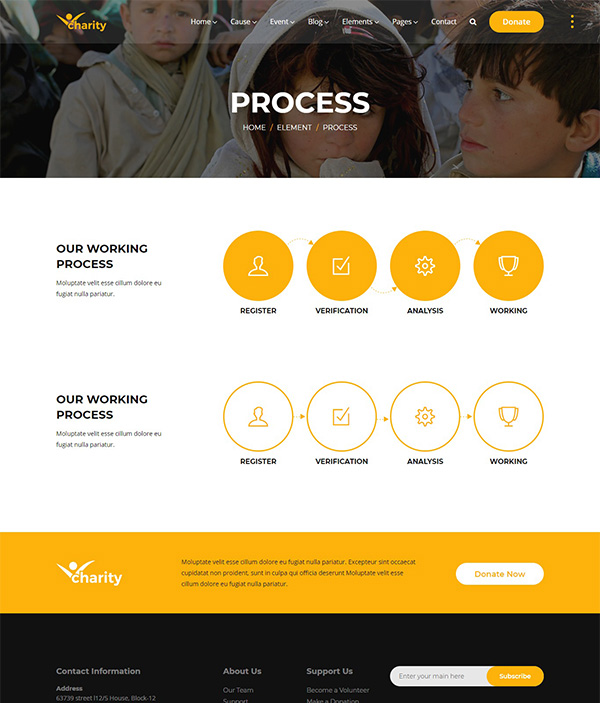 charity
Home Cause Event Blog Elements Pages Contact Donate
PROCESS
HOME / ELEMENT / PROCESS
OUR WORKING
PROCESS
Moluptate velit esse cillum dolore eu
fugiat nulla pariatur.
REGISTER VERIFICATION ANALYSIS WORKING
OUR WORKING
PROCESS
Moluptate velit esse cillum dolore eu
fugiat nulla pariatur.
REGISTER VERIFICATION ANALYSIS WORKING
charity
Moluptate velit esse cillum dolore eu fugiat nulla pariatur. Excepteur sint occaecat
cupidatat non proident, sunt in culpa qui officia deserunt Moluptate velit esse
cillum dolore eu fugiat nulla pariatur.
Donate Now
Contact Information About Us Support Us
Enter your main here Subscribe
Address
63739 street l12/5 House, Block-12
Our Team
Support
Become a Volunteer
Make a Donation